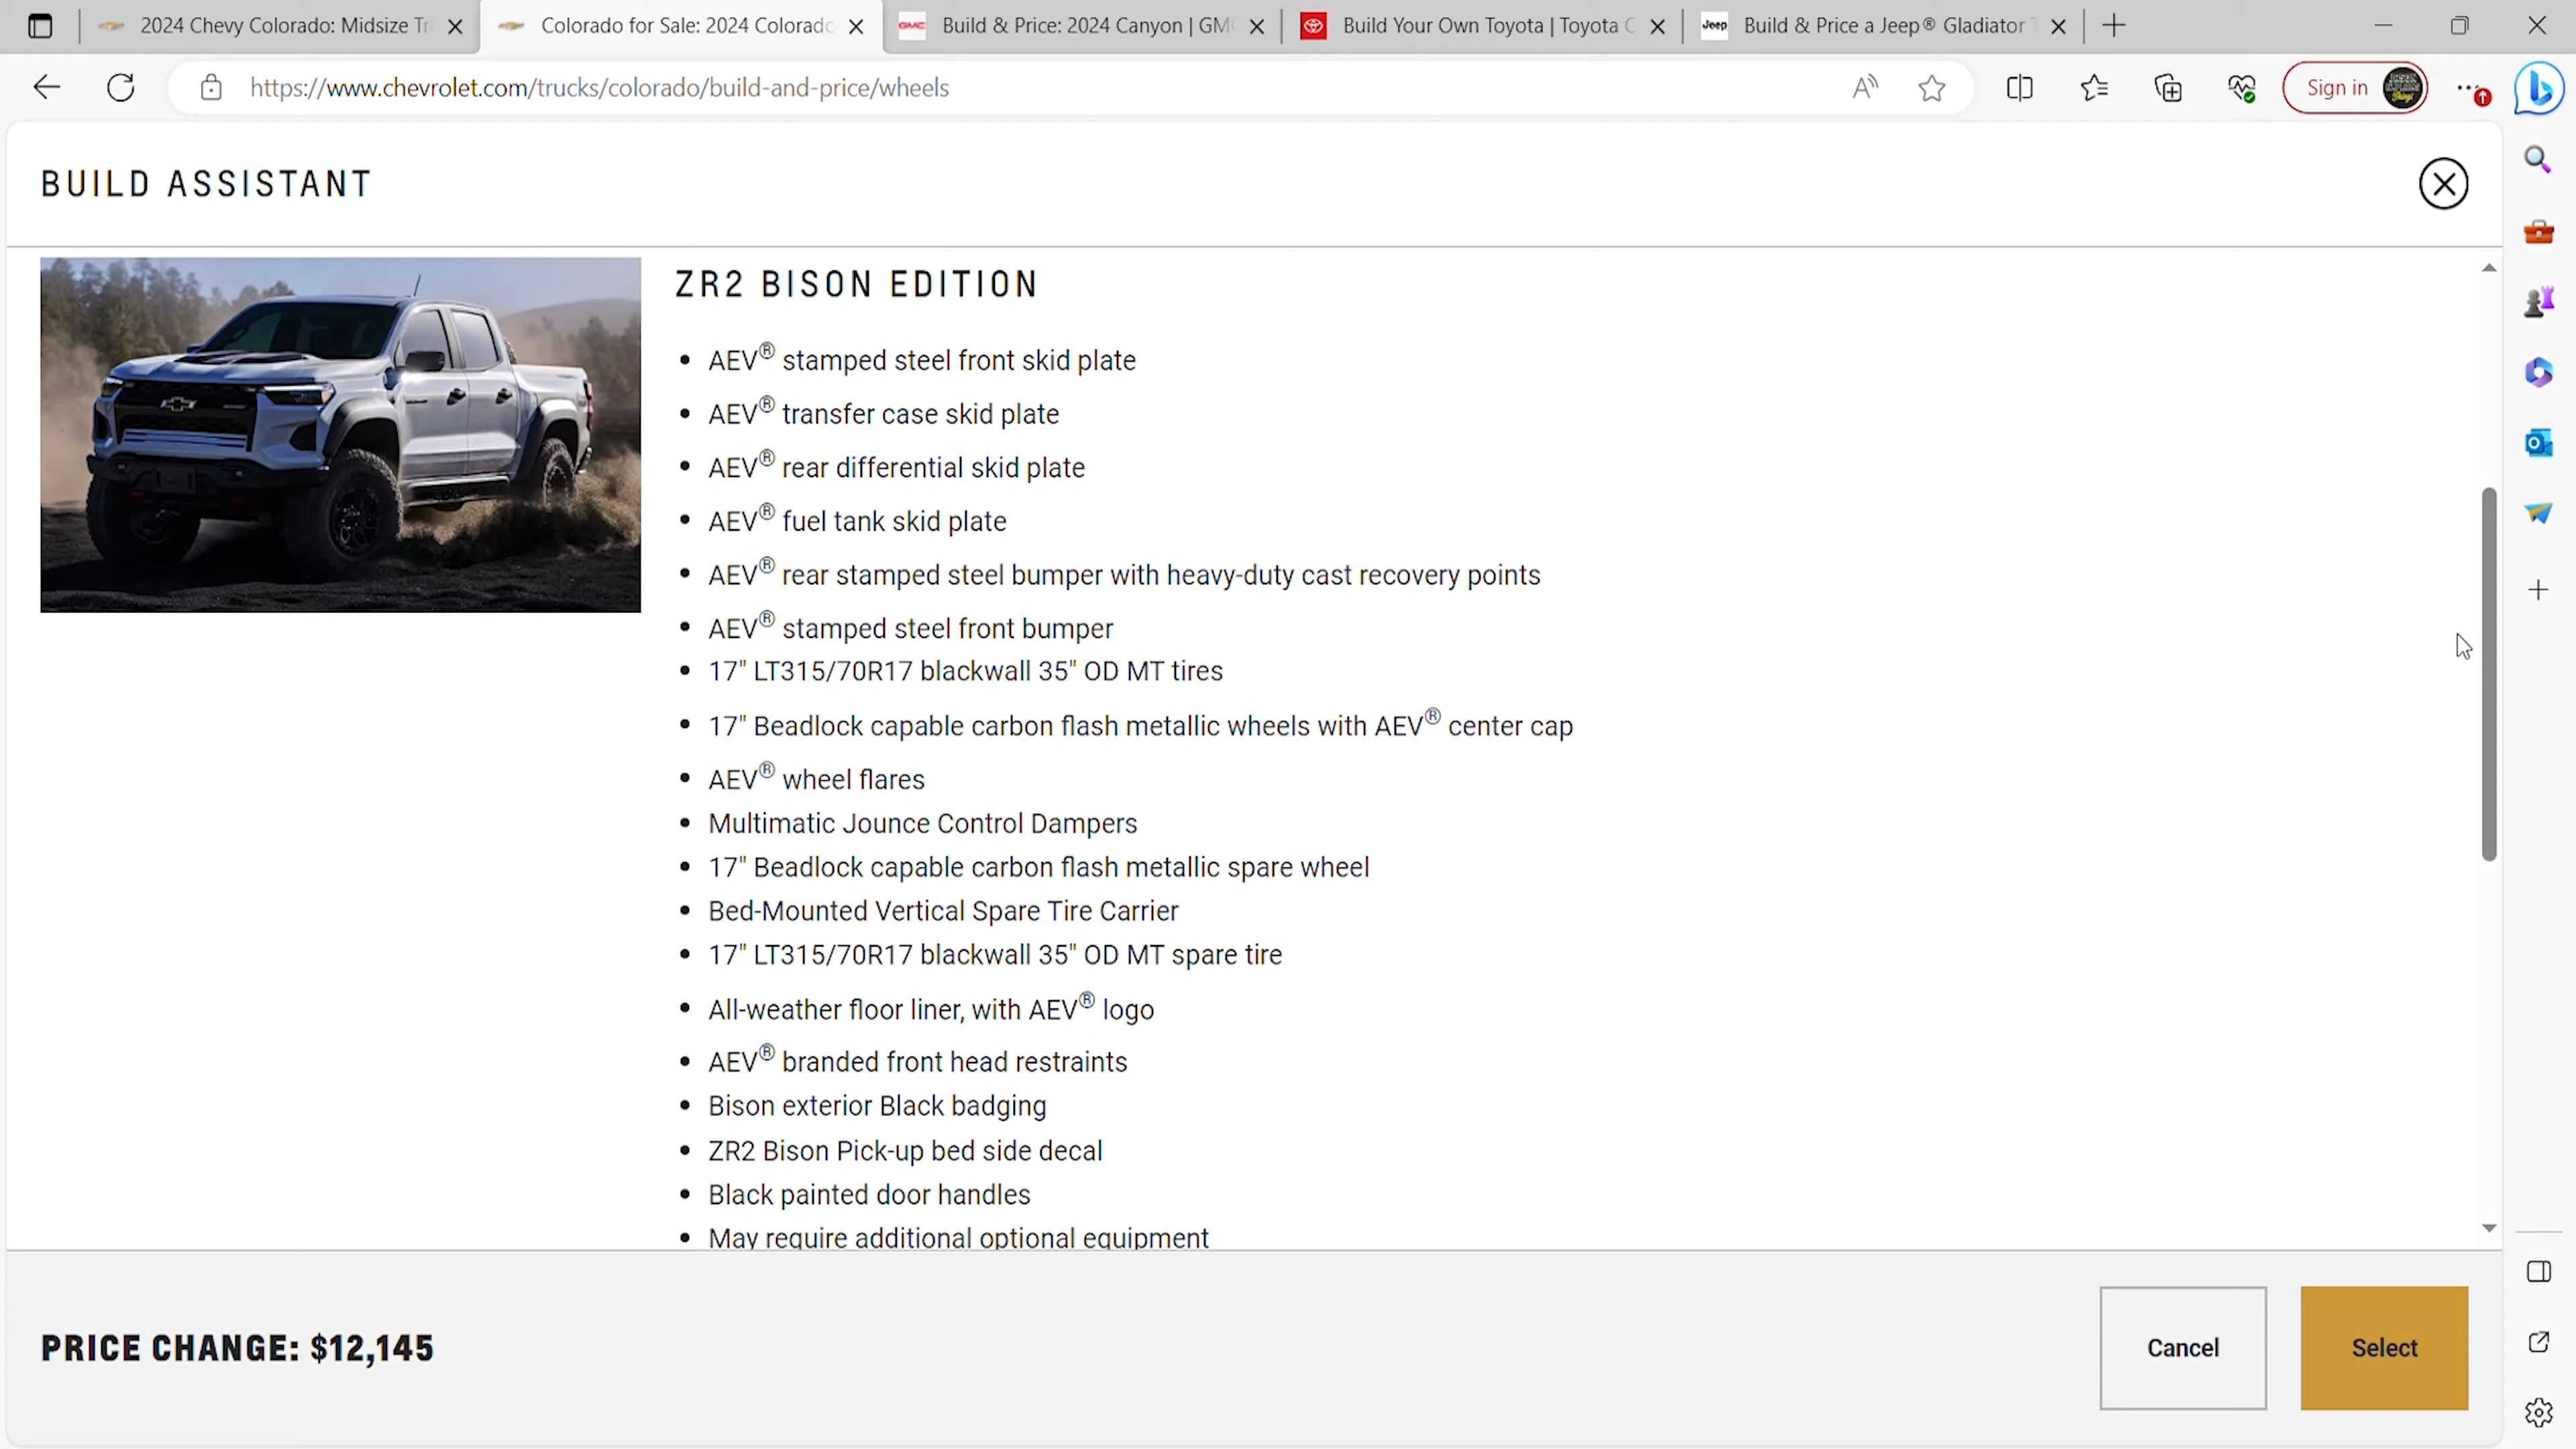 2024 Chevy Colorado: Midsize Tr
Colorado for Sale: 2024 Colorado
GMC
Build & Price: 2024 Canyon | GM
Build Your Own Toyota | Toyota C
Jeep
Build & Price a Jeep® Gladiator T
https://www.chevrolet.com/trucks/colorado/build-and-price/wheels
Sign in
BUILD ASSISTANT
ZR2 BISON EDITION
• AEV® stamped steel front skid plate
• AEV® transfer case skid plate
• AEV® rear differential skid plate
• AEV® fuel tank skid plate
• AEV® rear stamped steel bumper with heavy-duty cast recovery points
• AEV® stamped steel front bumper
• 17" LT315/70R17 blackwall 35" OD MT tires
• 17" Beadlock capable carbon flash metallic wheels with AEV® center cap
• AEV® wheel flares
• Multimatic Jounce Control Dampers
• 17" Beadlock capable carbon flash metallic spare wheel
• Bed-Mounted Vertical Spare Tire Carrier
• 17" LT315/70R17 blackwall 35" OD MT spare tire
• All-weather floor liner, with AEV® logo
• AEV® branded front head restraints
• Bison exterior Black badging
• ZR2 Bison Pick-up bed side decal
• Black painted door handles
• May require additional optional equipment
PRICE CHANGE: $12,145
Cancel
Select